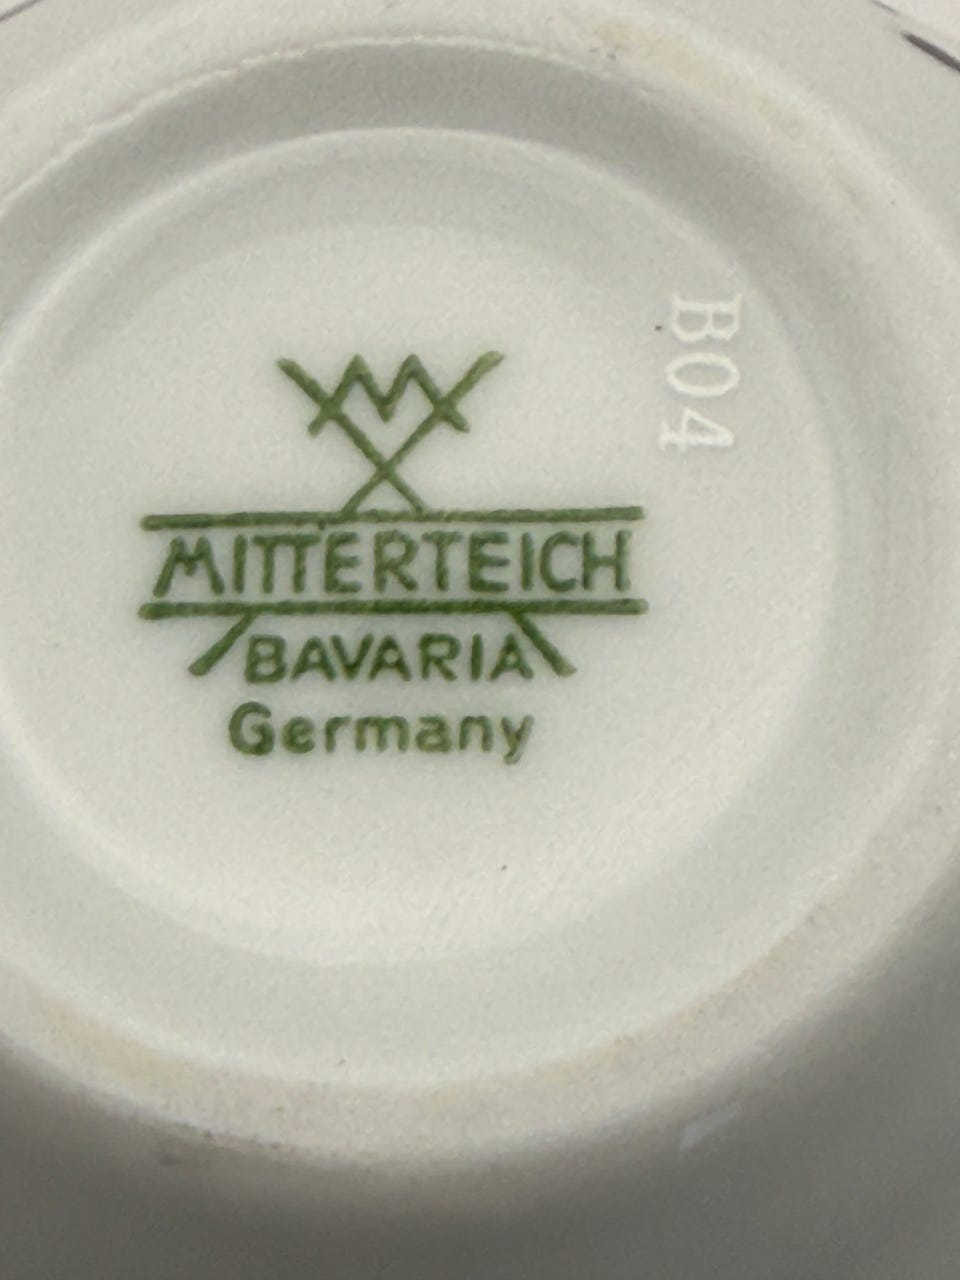 M
MITTERTEICH
BAVARIA
Germany
B04